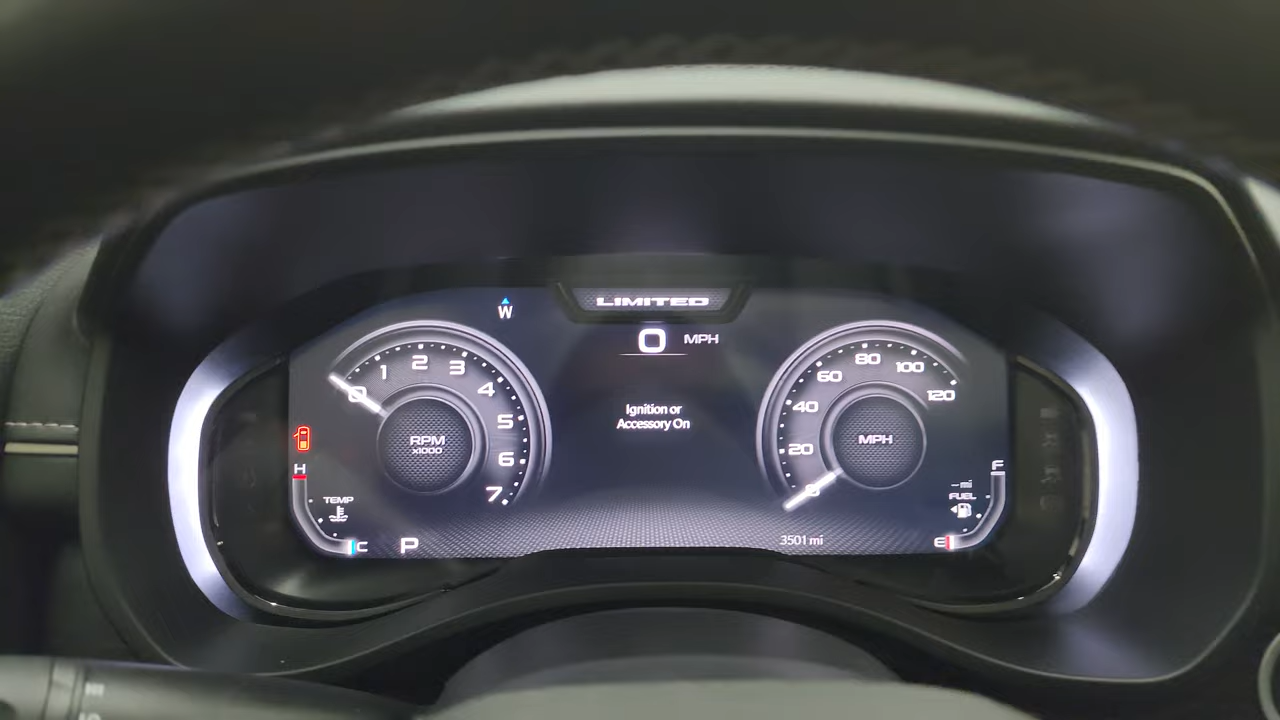 LIMITED
W
0 MPH
0
1
2
3
4
5
6
7
RPM
x1000
Ignition or
Accessory On
0
20
40
60
80
100
120
MPH
H
TEMP
C
P
3501 mi
F
--mi
FUEL
E